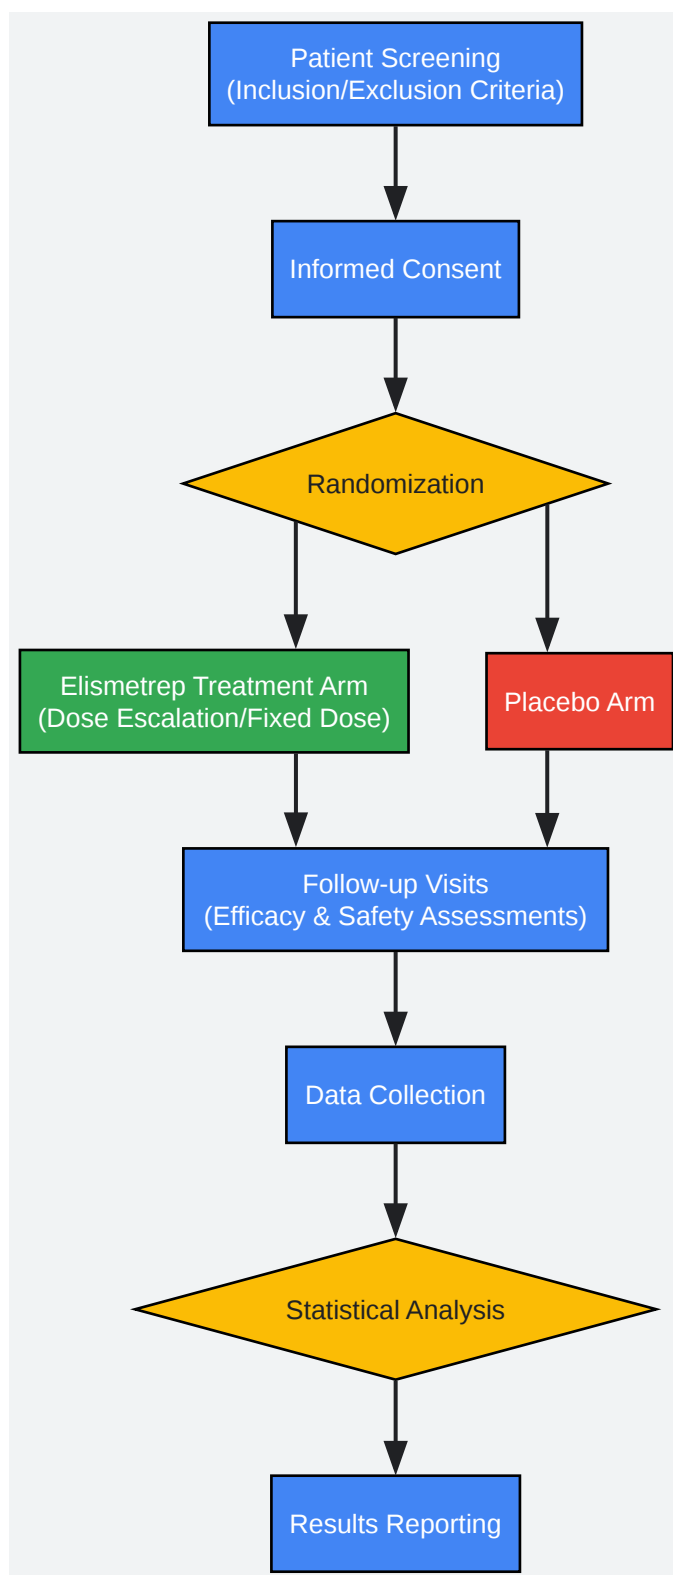 Patient Screening
(Inclusion/Exclusion Criteria)
Informed Consent
Randomization
Elismetrep Treatment Arm
(Dose Escalation/Fixed Dose)
Placebo Arm
Follow-up Visits
(Efficacy & Safety Assessments)
Data Collection
Statistical Analysis
Results Reporting